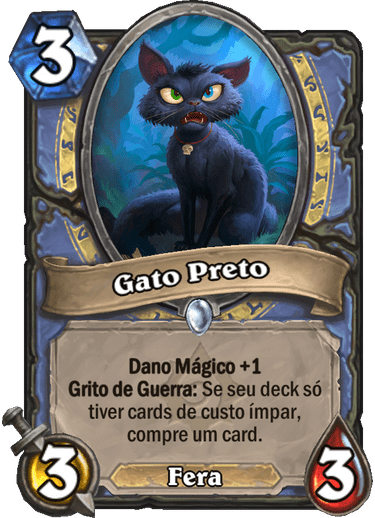 3
Gato Preto
Dano Mágico +1
Grito de Guerra: Se seu deck só
tiver cards de custo ímpar,
compre um card.
3
Fera
3